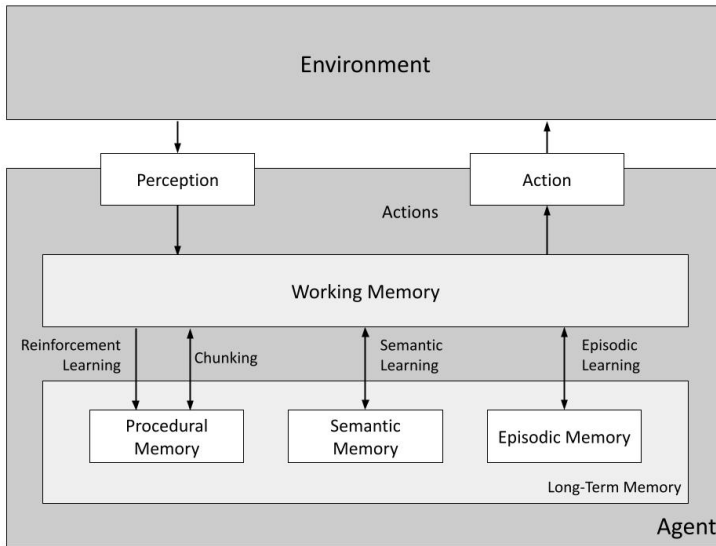 Environment
Perception
Action
Actions
Working Memory
Reinforcement
Learning
Chunking
Semantic
Learning
Episodic
Learning
Procedural
Memory
Semantic
Memory
Episodic Memory
Long-Term Memory
Agent